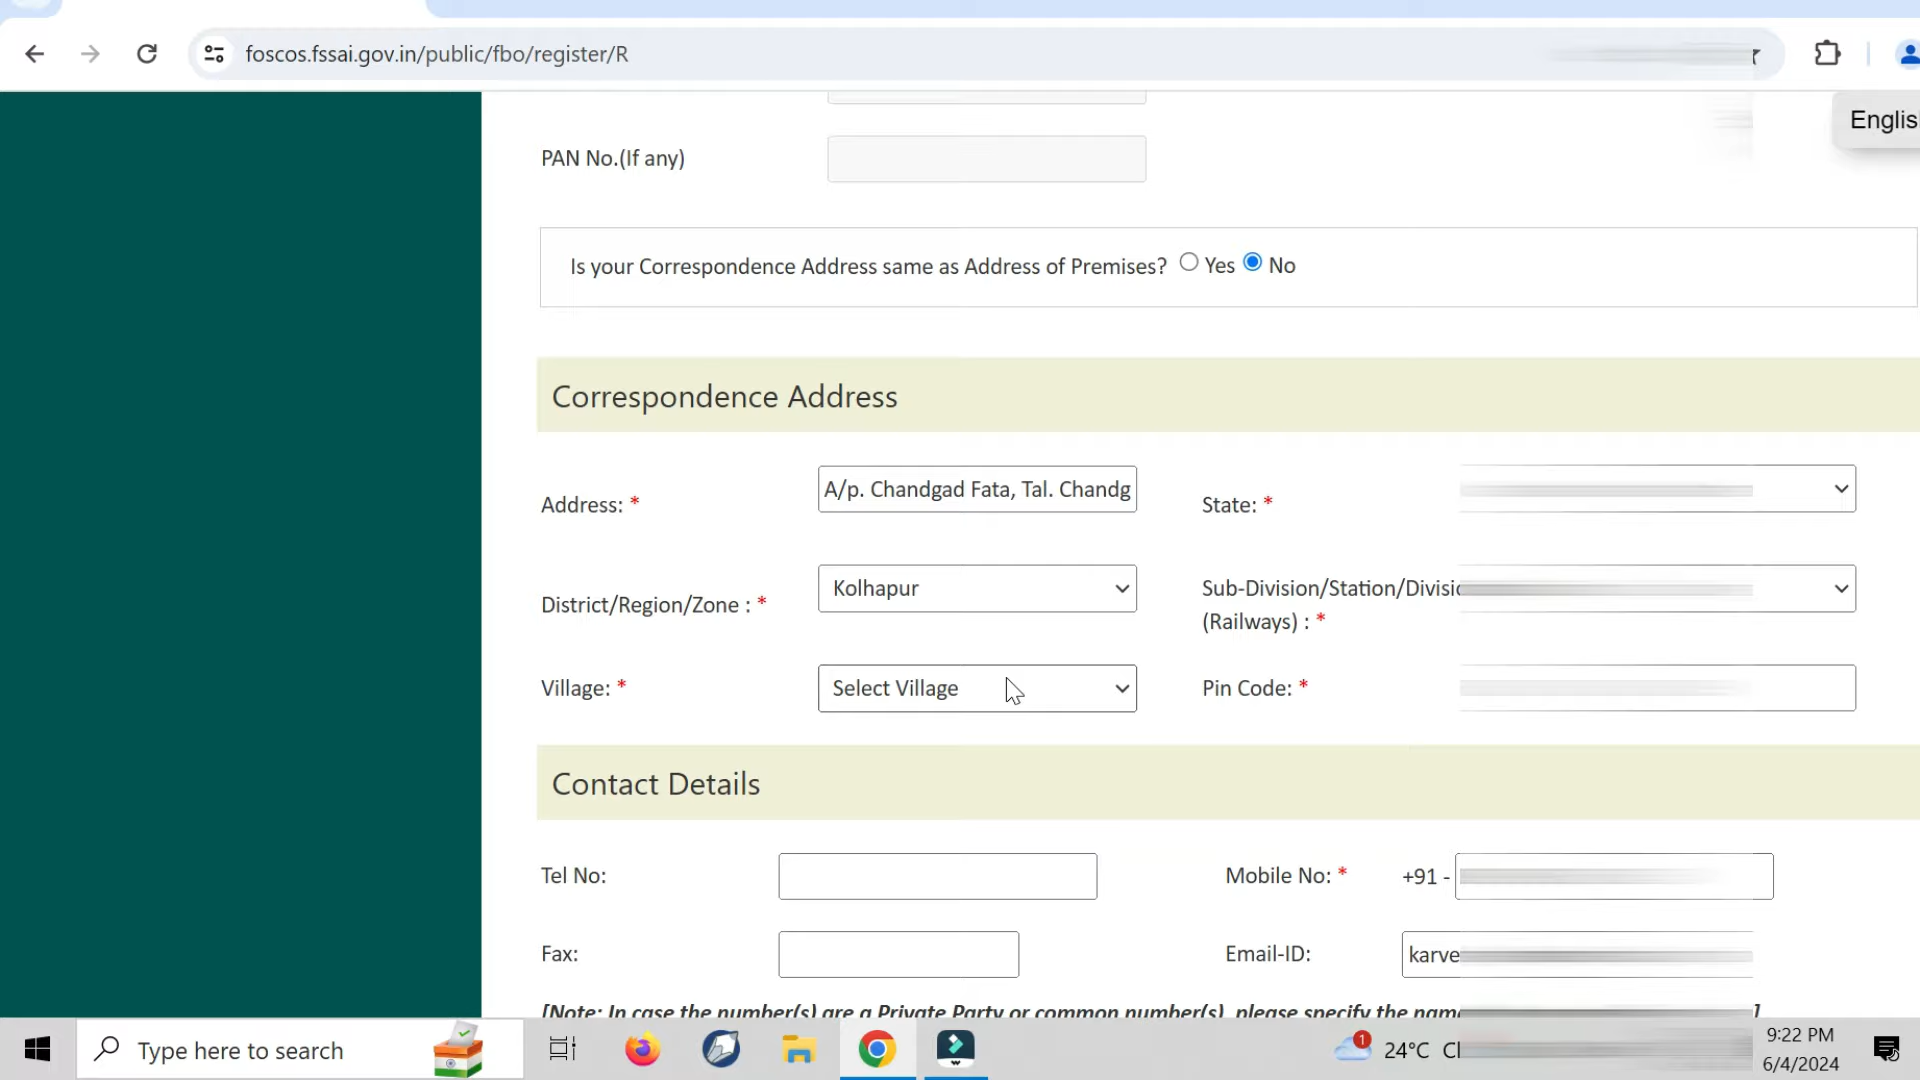 foscos.fssai.gov.in/public/fbo/register/R
Englis
PAN No.(If any)
Is your Correspondence Address same as Address of Premises? Yes No
Correspondence Address
Address: * A/p. Chandgad Fata, Tal. Chandg State: *
District/Region/Zone : * Kolhapur Sub-Division/Station/Divisio
(Railways) : *
Village: * Select Village Pin Code: *
Contact Details
Tel No: Mobile No: * +91 -
Fax: Email-ID: karve
[Note: In case the number(s) are a Private Party or common number(s), please specify the name
Type here to search 1 24°C Cl 9:22 PM
6/4/2024